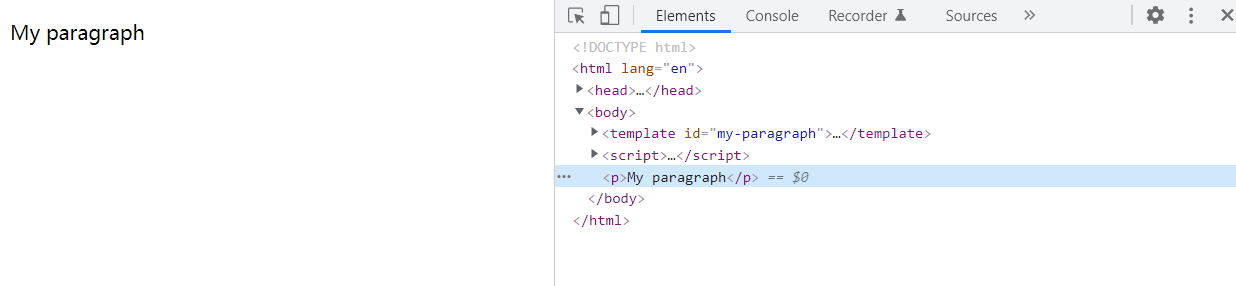 My paragraph
Elements Console Recorder Sources
<!DOCTYPE html>
<html lang="en">
<head>…</head>
<body>
<template id="my-paragraph">…</template>
<script>…</script>
<p>My paragraph</p> == $0
</body>
</html>